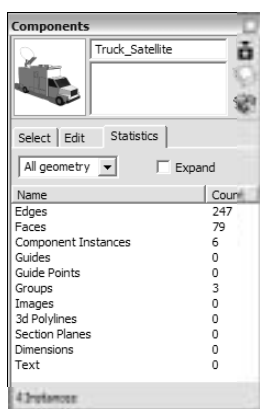 Components
Truck_Satellite
Select Edit Statistics
All geometry Expand
Name Count
Edges 247
Faces 79
Component Instances 6
Guides 0
Guide Points 0
Groups 3
Images 0
3d Polylines 0
Section Planes 0
Dimensions 0
Text 0
4 Instances